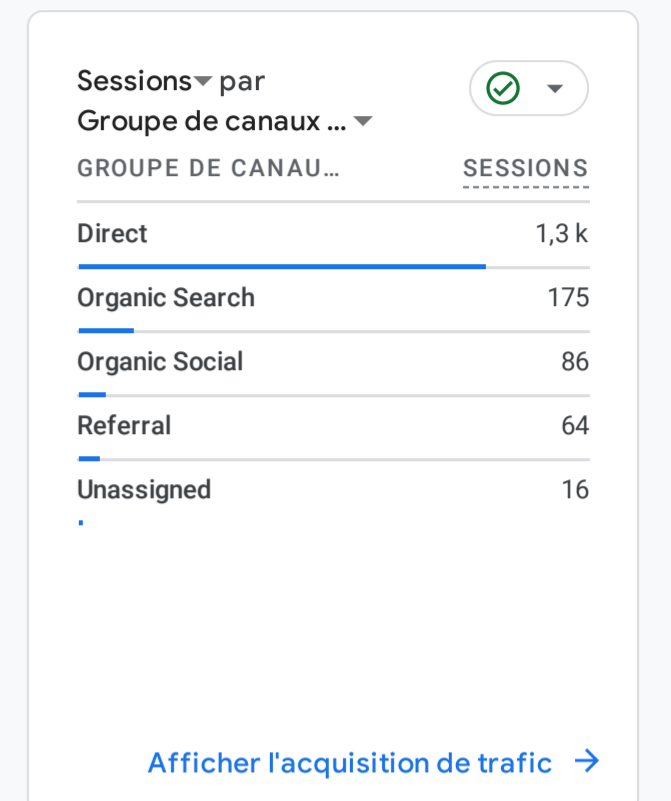 Sessions par
Groupe de canaux ...
GROUPE DE CANAU... SESSIONS
Direct 1,3 k
Organic Search 175
Organic Social 86
Referral 64
Unassigned 16
Afficher l'acquisition de trafic